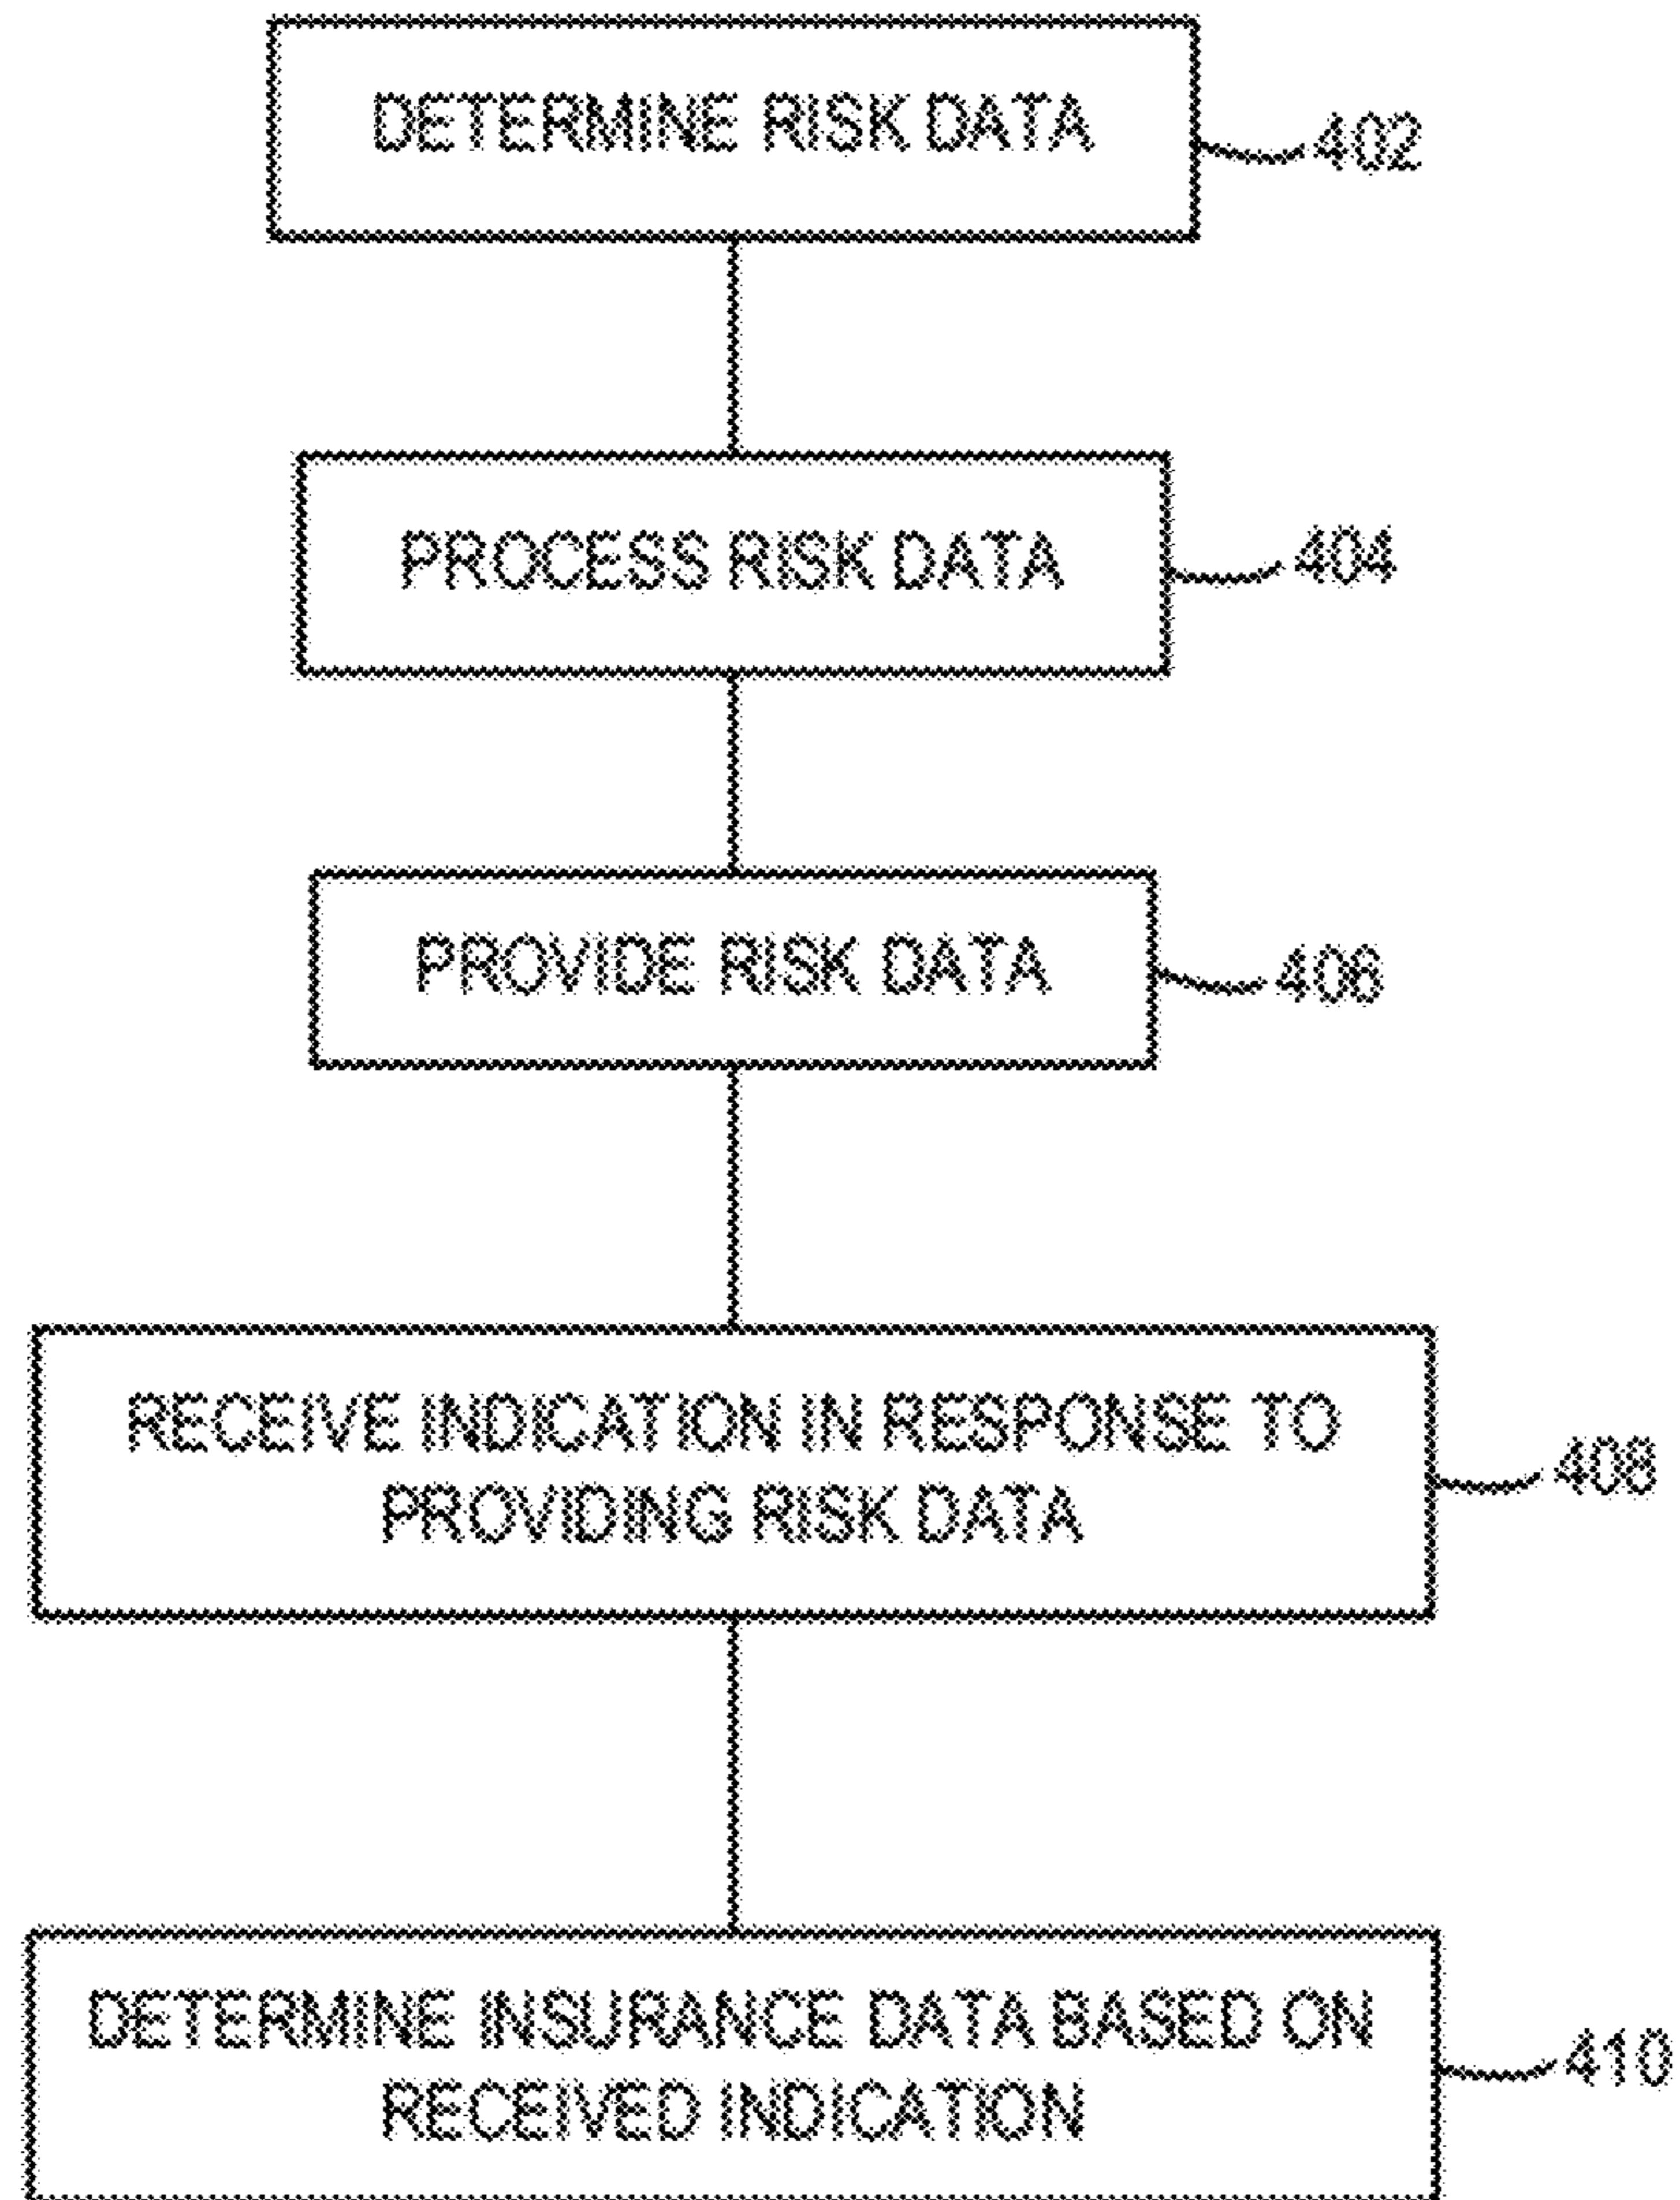 DETERMINE RISK DATA
402
PROCESS RISK DATA
404
PROVIDE RISK DATA
406
RECEIVE INDICATION IN RESPONSE TO
PROVIDING RISK DATA
408
DETERMINE INSURANCE DATA BASED ON
RECEIVED INDICATION
410